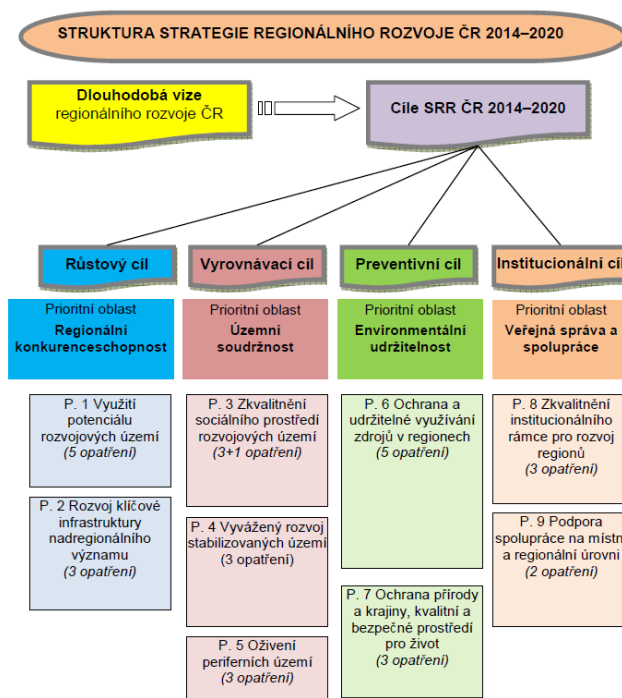 STRUKTURA STRATEGIE REGIONÁLNÍHO ROZVOJE ČR 2014–2020
Dlouhodobá vize
regionálního rozvoje ČR
Cíle SRR ČR 2014–2020
Růstový cíl
Vyrovnávací cíl
Preventivní cíl
Institucionální cíl
Prioritní oblast
Regionální
konkurenceschopnost
Prioritní oblast
Územní
soudržnost
Prioritní oblast
Environmentální
udržitelnost
Prioritní oblast
Veřejná správa a
spolupráce
P. 1 Využití
potenciálu
rozvojových území
(5 opatření)
P. 2 Rozvoj klíčové
infrastruktury
nadregionálního
významu
(3 opatření)
P. 3 Zkvalitnění
sociálního prostředí
rozvojových území
(3+1 opatření)
P. 4 Vyvážený rozvoj
stabilizovaných území
(3 opatření)
P. 5 Oživení
periferních území
(3 opatření)
P. 6 Ochrana a
udržitelné využívání
zdrojů v regionech
(5 opatření)
P. 7 Ochrana přírody
a krajiny, kvalitní a
bezpečné prostředí
pro život
(3 opatření)
P. 8 Zkvalitnění
institucionálního
rámce pro rozvoj
regionů
(3 opatření)
P. 9 Podpora
spolupráce na místní
a regionální úrovni
(2 opatření)